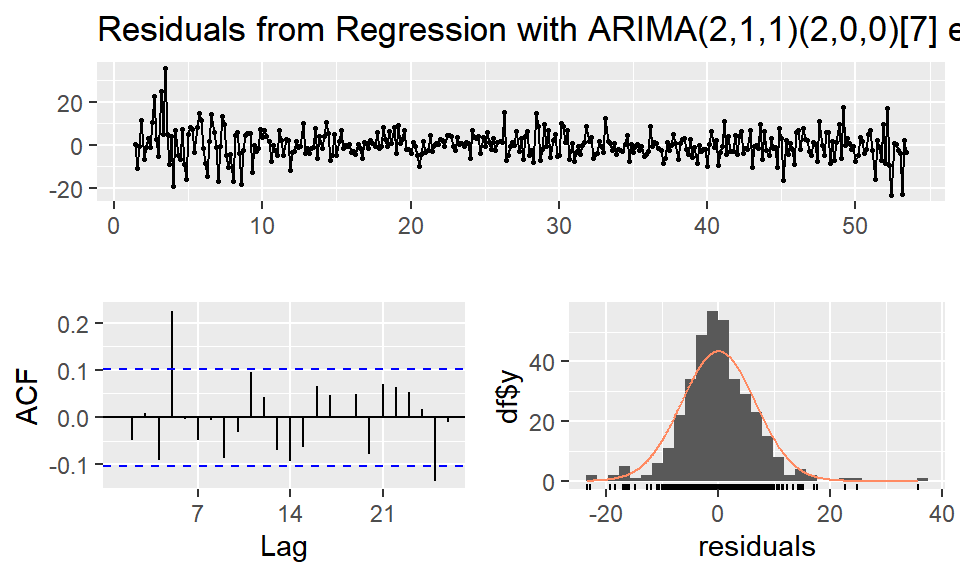 Residuals from Regression with ARIMA(2,1,1)(2,0,0)[7] e
20
0
-20
0 10 20 30 40 50
0.2
0.1
0.0
-0.1
ACF
7 14 21
Lag
40
20
0
df$y
-20 0 20 40
residuals